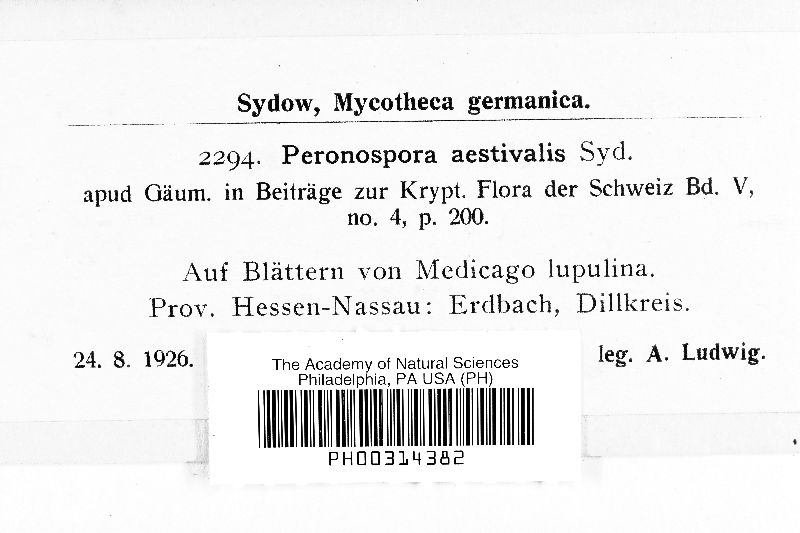 Sydow, Mycotheca germanica.
2294. Peronospora aestivalis Syd.
apud Gäum. in Beiträge zur Krypt. Flora der Schweiz Bd. V,
no. 4, p. 200.
Auf Blättern von Medicago lupulina.
Prov. Hessen-Nassau: Erdbach, Dillkreis.
24. 8. 1926. leg. A. Ludwig.
The Academy of Natural Sciences
Philadelphia, PA USA (PH)
PH00314382